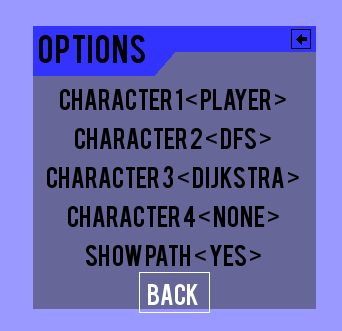 OPTIONS
CHARACTER 1 < PLAYER >
CHARACTER 2 < DFS >
CHARACTER 3 < DIJKSTRA >
CHARACTER 4 < NONE >
SHOW PATH < YES >
BACK